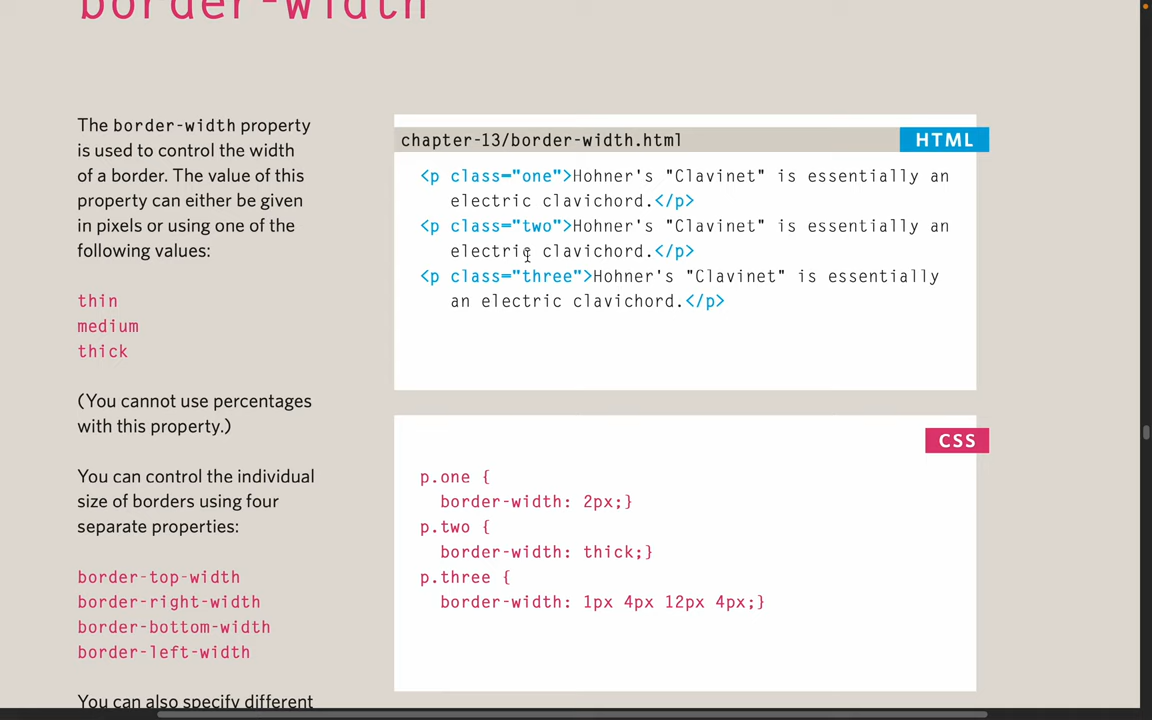 border-width
The border-width property
is used to control the width
of a border. The value of this
property can either be given
in pixels or using one of the
following values:
thin
medium
thick
(You cannot use percentages
with this property.)
You can control the individual
size of borders using four
separate properties:
border-top-width
border-right-width
border-bottom-width
border-left-width
You can also specify different
chapter-13/border-width.html
HTML
<p class="one">Hohner's "Clavinet" is essentially an
electric clavichord.</p>
<p class="two">Hohner's "Clavinet" is essentially an
electric clavichord.</p>
<p class="three">Hohner's "Clavinet" is essentially
an electric clavichord.</p>
CSS
p.one {
border-width: 2px;}
p.two {
border-width: thick;}
p.three {
border-width: 1px 4px 12px 4px;}